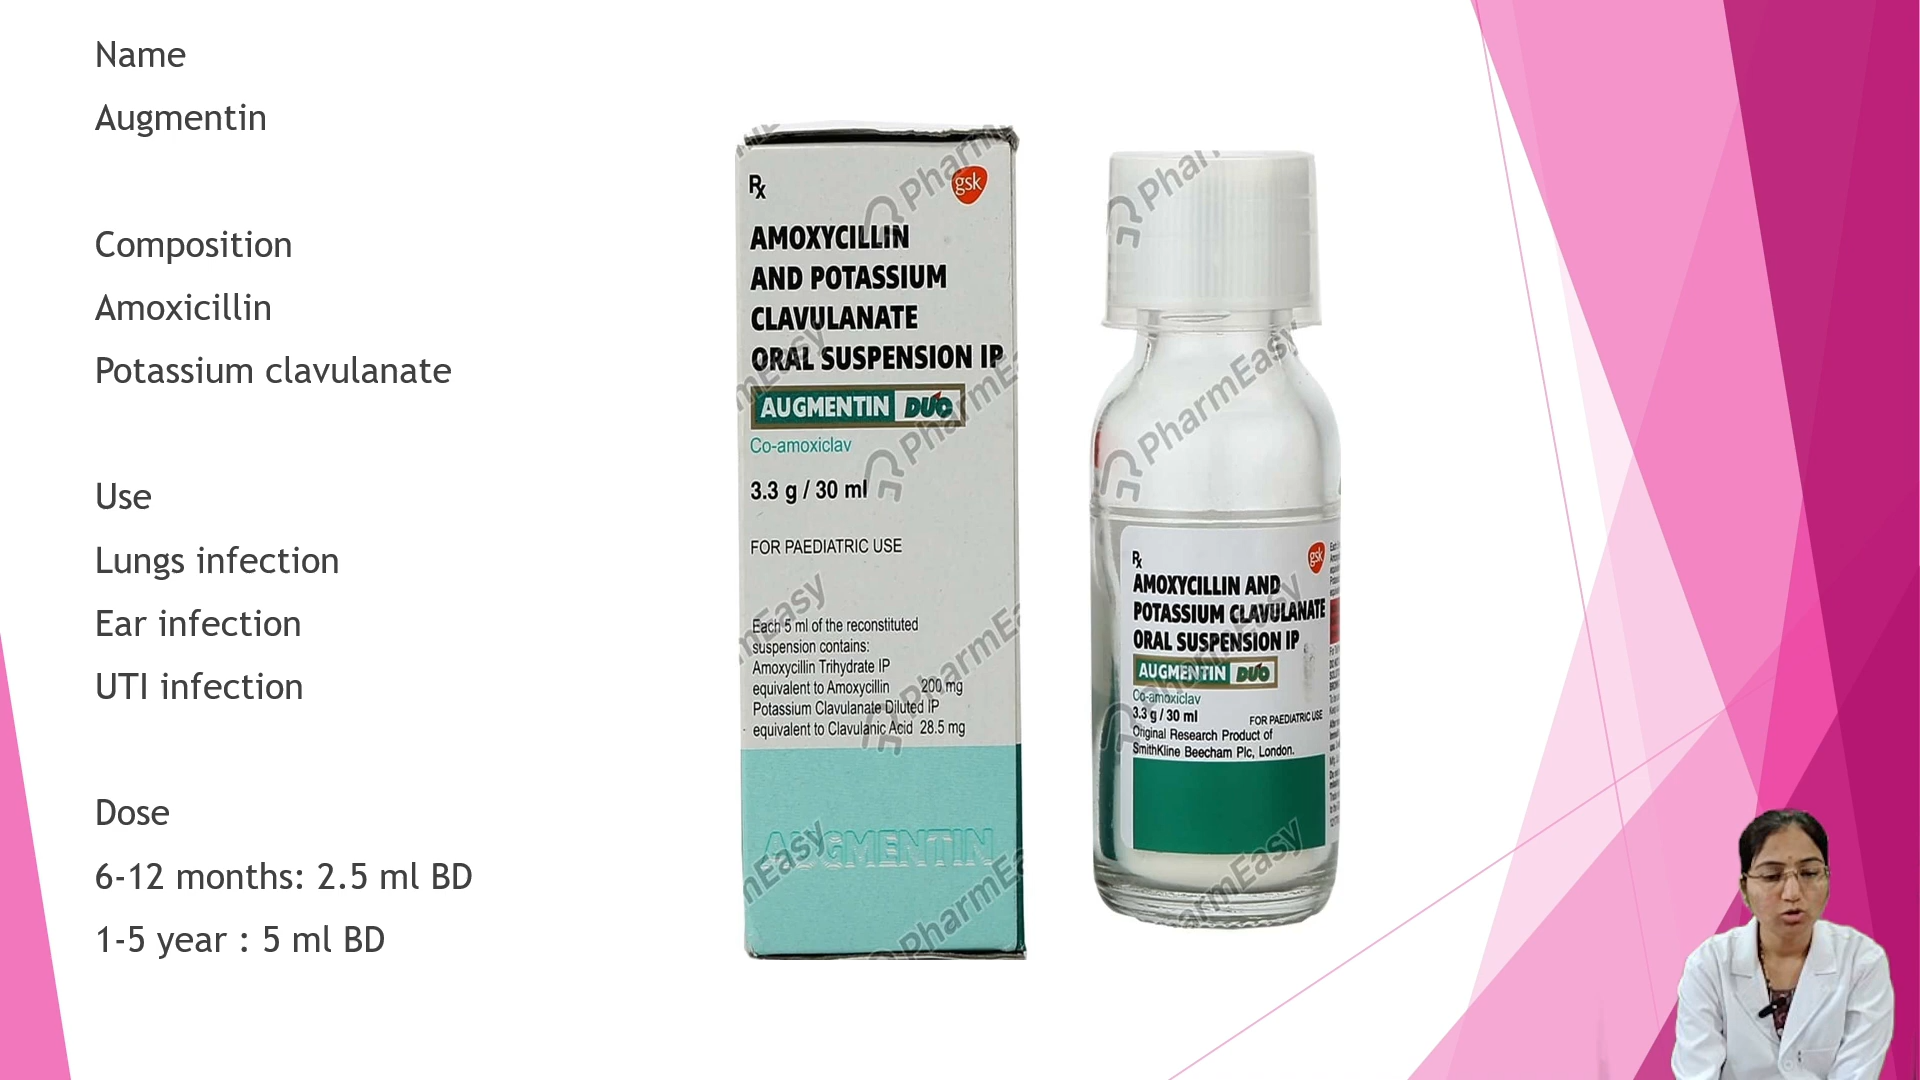 Name
Augmentin
Composition
Amoxicillin
Potassium clavulanate
Use
Lungs infection
Ear infection
UTI infection
Dose
6-12 months: 2.5 ml BD
1-5 year : 5 ml BD
Rx
gsk
AMOXYCILLIN
AND POTASSIUM
CLAVULANATE
ORAL SUSPENSION IP
AUGMENTIN DUO
Co-amoxiclav
3.3 g / 30 ml
FOR PAEDIATRIC USE
Each 5 ml of the reconstituted
suspension contains:
Amoxycillin Trihydrate IP
equivalent to Amoxycillin 200 mg
Potassium Clavulanate Diluted IP
equivalent to Clavulanic Acid 28.5 mg
AUGMENTIN
Rx
gsk
AMOXYCILLIN AND
POTASSIUM CLAVULANATE
ORAL SUSPENSION IP
AUGMENTIN DUO
Co-amoxiclav
3.3 g / 30 ml FOR PAEDIATRIC USE
Original Research Product of
SmithKline Beecham Plc, London.
PharmEasy